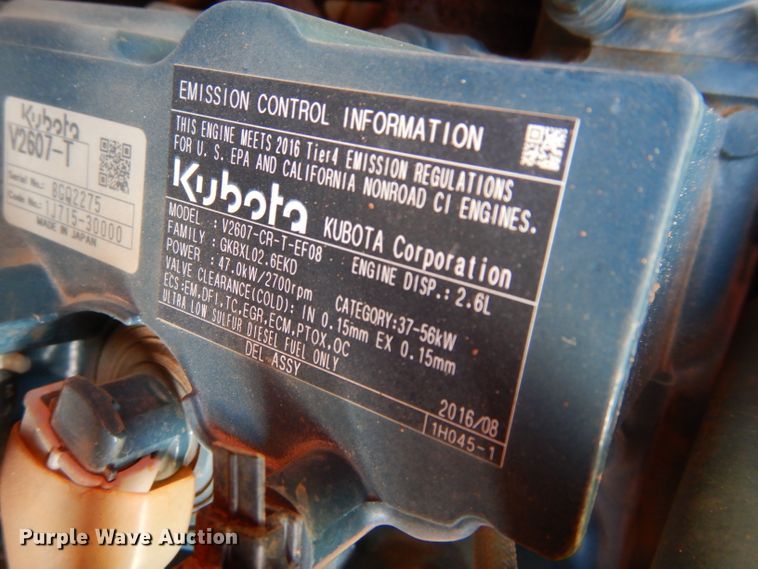 Kubota
V2607-T
Serial No.: 8GQ2275
Code No.: 1J715-30000
MADE IN JAPAN
EMISSION CONTROL INFORMATION
THIS ENGINE MEETS 2016 Tier4 EMISSION REGULATIONS
FOR U. S. EPA AND CALIFORNIA NONROAD CI ENGINES.
Kubota KUBOTA Corporation
MODEL : V2607-CR-T-EF08 ENGINE DISP.: 2.6L
FAMILY : GKBXL02.6EKD
POWER : 47.0kW/2700rpm CATEGORY:37-56kW
VALVE CLEARANCE(COLD): IN 0.15mm EX 0.15mm
ECS:EM,DFI,TC,EGR,ECM,PTOX,OC
ULTRA LOW SULFUR DIESEL FUEL ONLY
DEL ASSY
2016/08
1H045-1
Purple Wave Auction